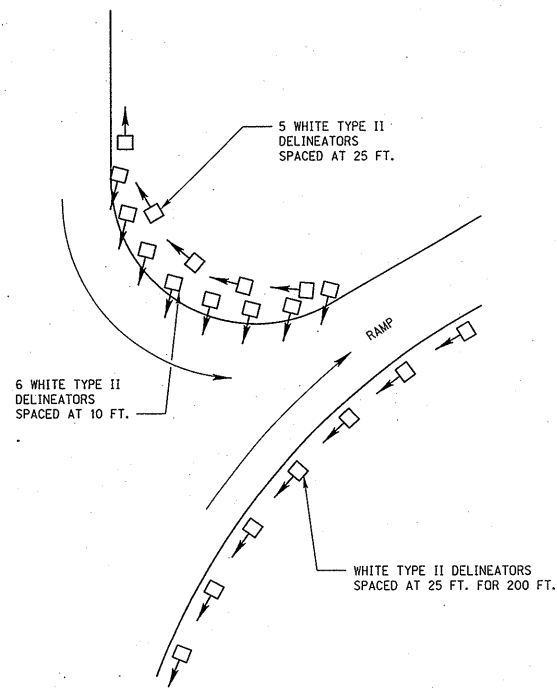 5 WHITE TYPE II
DELINEATORS
SPACED AT 25 FT.
RAMP
6 WHITE TYPE II
DELINEATORS
SPACED AT 10 FT.
WHITE TYPE II DELINEATORS
SPACED AT 25 FT. FOR 200 FT.